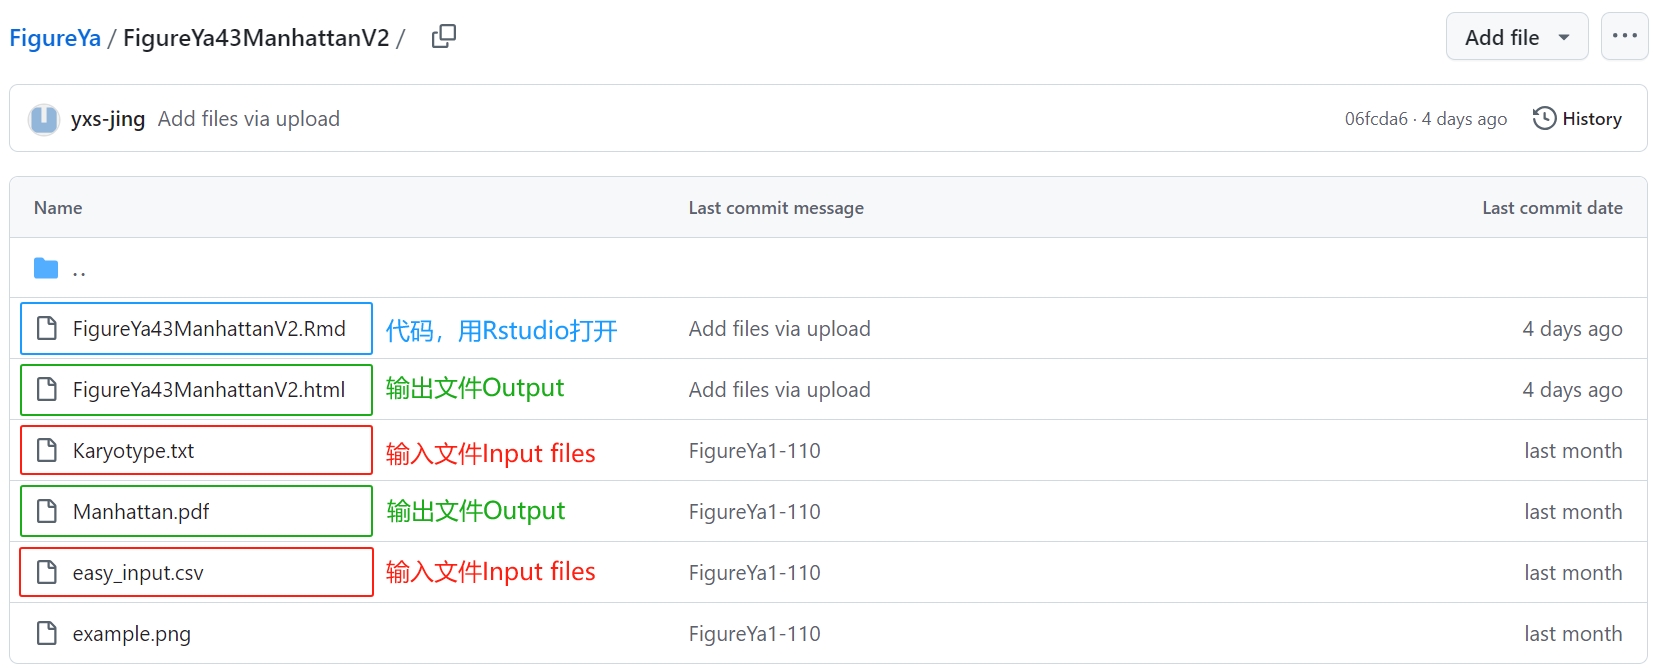 FigureYa / FigureYa43ManhattanV2 /
Add file
yxs-jing Add files via upload 06fcda6 · 4 days ago History
Name Last commit message Last commit date
..
FigureYa43ManhattanV2.Rmd 代码，用Rstudio打开 Add files via upload 4 days ago
FigureYa43ManhattanV2.html 输出文件Output Add files via upload 4 days ago
Karyotype.txt 输入文件Input files FigureYa1-110 last month
Manhattan.pdf 输出文件Output FigureYa1-110 last month
easy_input.csv 输入文件Input files FigureYa1-110 last month
example.png FigureYa1-110 last month